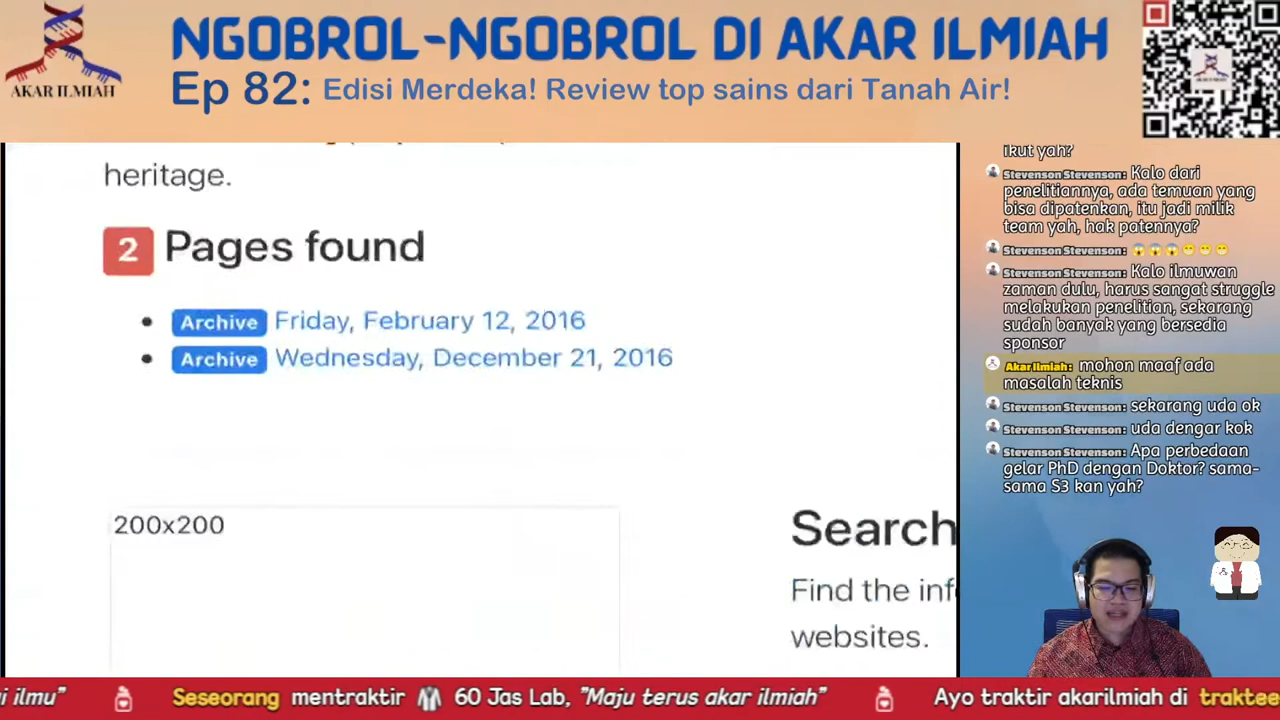 NGOBROL-NGOBROL DI AKAR ILMIAH
Ep 82: Edisi Merdeka! Review top sains dari Tanah Air!
AKAR ILMIAH
heritage.
2 Pages found
Archive Friday, February 12, 2016
Archive Wednesday, December 21, 2016
200x200
Search
Find the inf
websites.
ikut yah?
Stevenson Stevenson: Kalo dari
penelitiannya, ada temuan yang
bisa dipatenkan, itu jadi milik
team yah, hak patennya?
Stevenson Stevenson: 😱😱😱😁😁😁
Stevenson Stevenson: Kalo ilmuwan
zaman dulu, harus sangat struggle
melakukan penelitian, sekarang
sudah banyak yang bersedia
sponsor
Akar Ilmiah: mohon maaf ada
masalah teknis
Stevenson Stevenson: sekarang uda ok
Stevenson Stevenson: uda dengar kok
Stevenson Stevenson: Apa perbedaan
gelar PhD dengan Doktor? sama-
sama S3 kan yah?
i ilmu” Seseorang mentraktir 60 Jas Lab, "Maju terus akar ilmiah” Ayo traktir akarilmiah di traktee